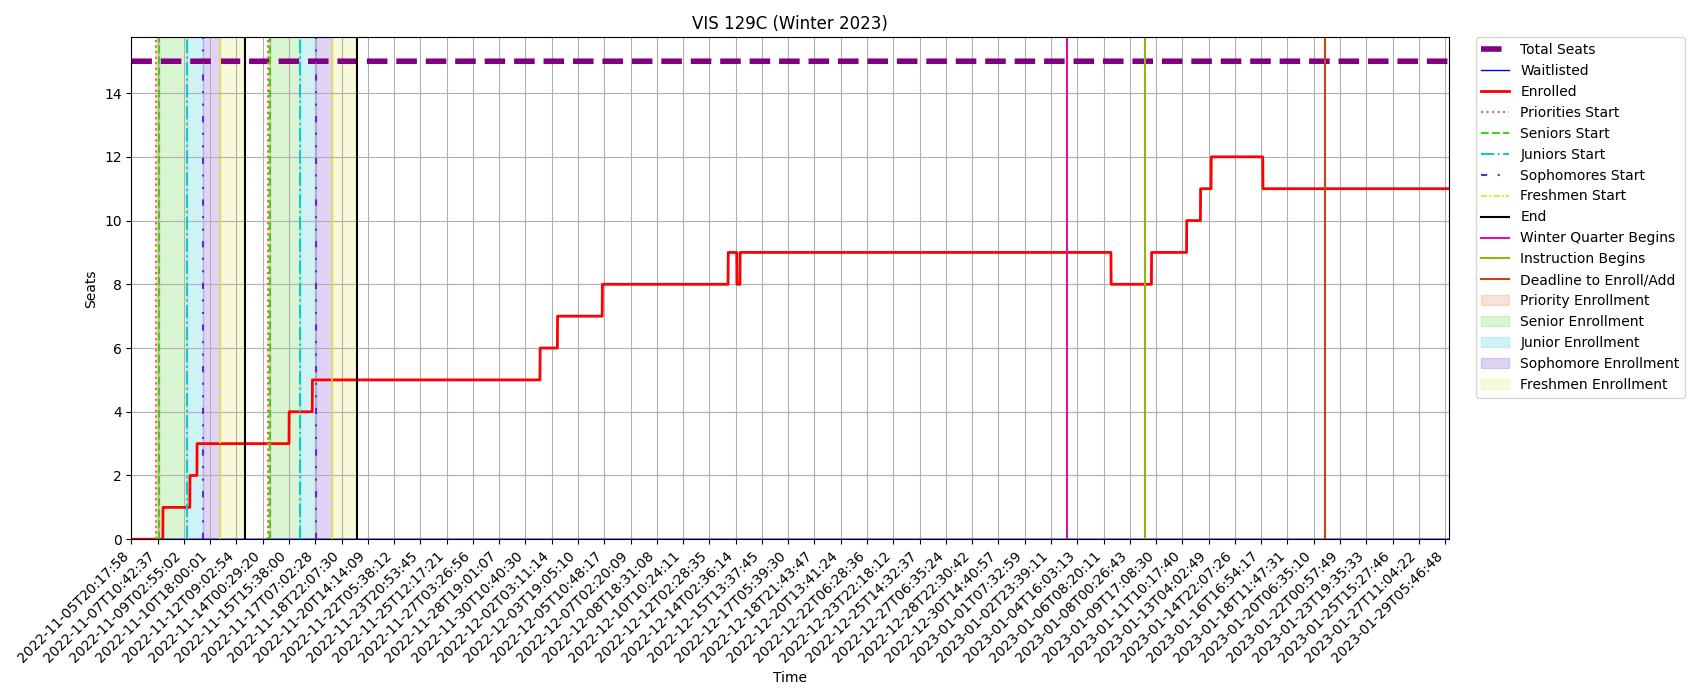 VIS 129C (Winter 2023)
Seats
14
12
10
8
6
4
2
0
2022-11-05T20:17:58
2022-11-07T10:42:37
2022-11-09T02:55:02
2022-11-10T18:00:01
2022-11-12T09:02:54
2022-11-14T00:29:20
2022-11-15T15:38:00
2022-11-17T07:02:28
2022-11-18T22:07:30
2022-11-20T14:14:09
2022-11-22T05:38:12
2022-11-23T20:53:45
2022-11-25T12:17:21
2022-11-27T03:26:56
2022-11-28T19:01:07
2022-11-30T10:40:30
2022-12-02T03:11:14
2022-12-03T19:05:10
2022-12-05T10:48:17
2022-12-07T02:20:09
2022-12-08T18:31:08
2022-12-10T10:24:11
2022-12-12T02:28:35
2022-12-14T02:36:14
2022-12-15T15:37:45
2022-12-17T05:39:30
2022-12-18T21:43:47
2022-12-20T13:41:24
2022-12-22T06:28:36
2022-12-23T22:18:12
2022-12-25T14:32:37
2022-12-27T06:35:24
2022-12-28T22:30:42
2022-12-30T14:40:57
2023-01-01T07:32:59
2023-01-02T23:39:11
2023-01-04T16:03:13
2023-01-06T08:20:11
2023-01-08T00:26:43
2023-01-09T17:08:30
2023-01-11T10:17:40
2023-01-13T04:02:49
2023-01-14T22:07:26
2023-01-16T16:54:17
2023-01-18T11:47:31
2023-01-20T06:35:10
2023-01-22T00:57:49
2023-01-23T19:35:33
2023-01-25T15:27:46
2023-01-27T11:04:22
2023-01-29T05:46:48
Time
Total Seats
Waitlisted
Enrolled
Priorities Start
Seniors Start
Juniors Start
Sophomores Start
Freshmen Start
End
Winter Quarter Begins
Instruction Begins
Deadline to Enroll/Add
Priority Enrollment
Senior Enrollment
Junior Enrollment
Sophomore Enrollment
Freshmen Enrollment